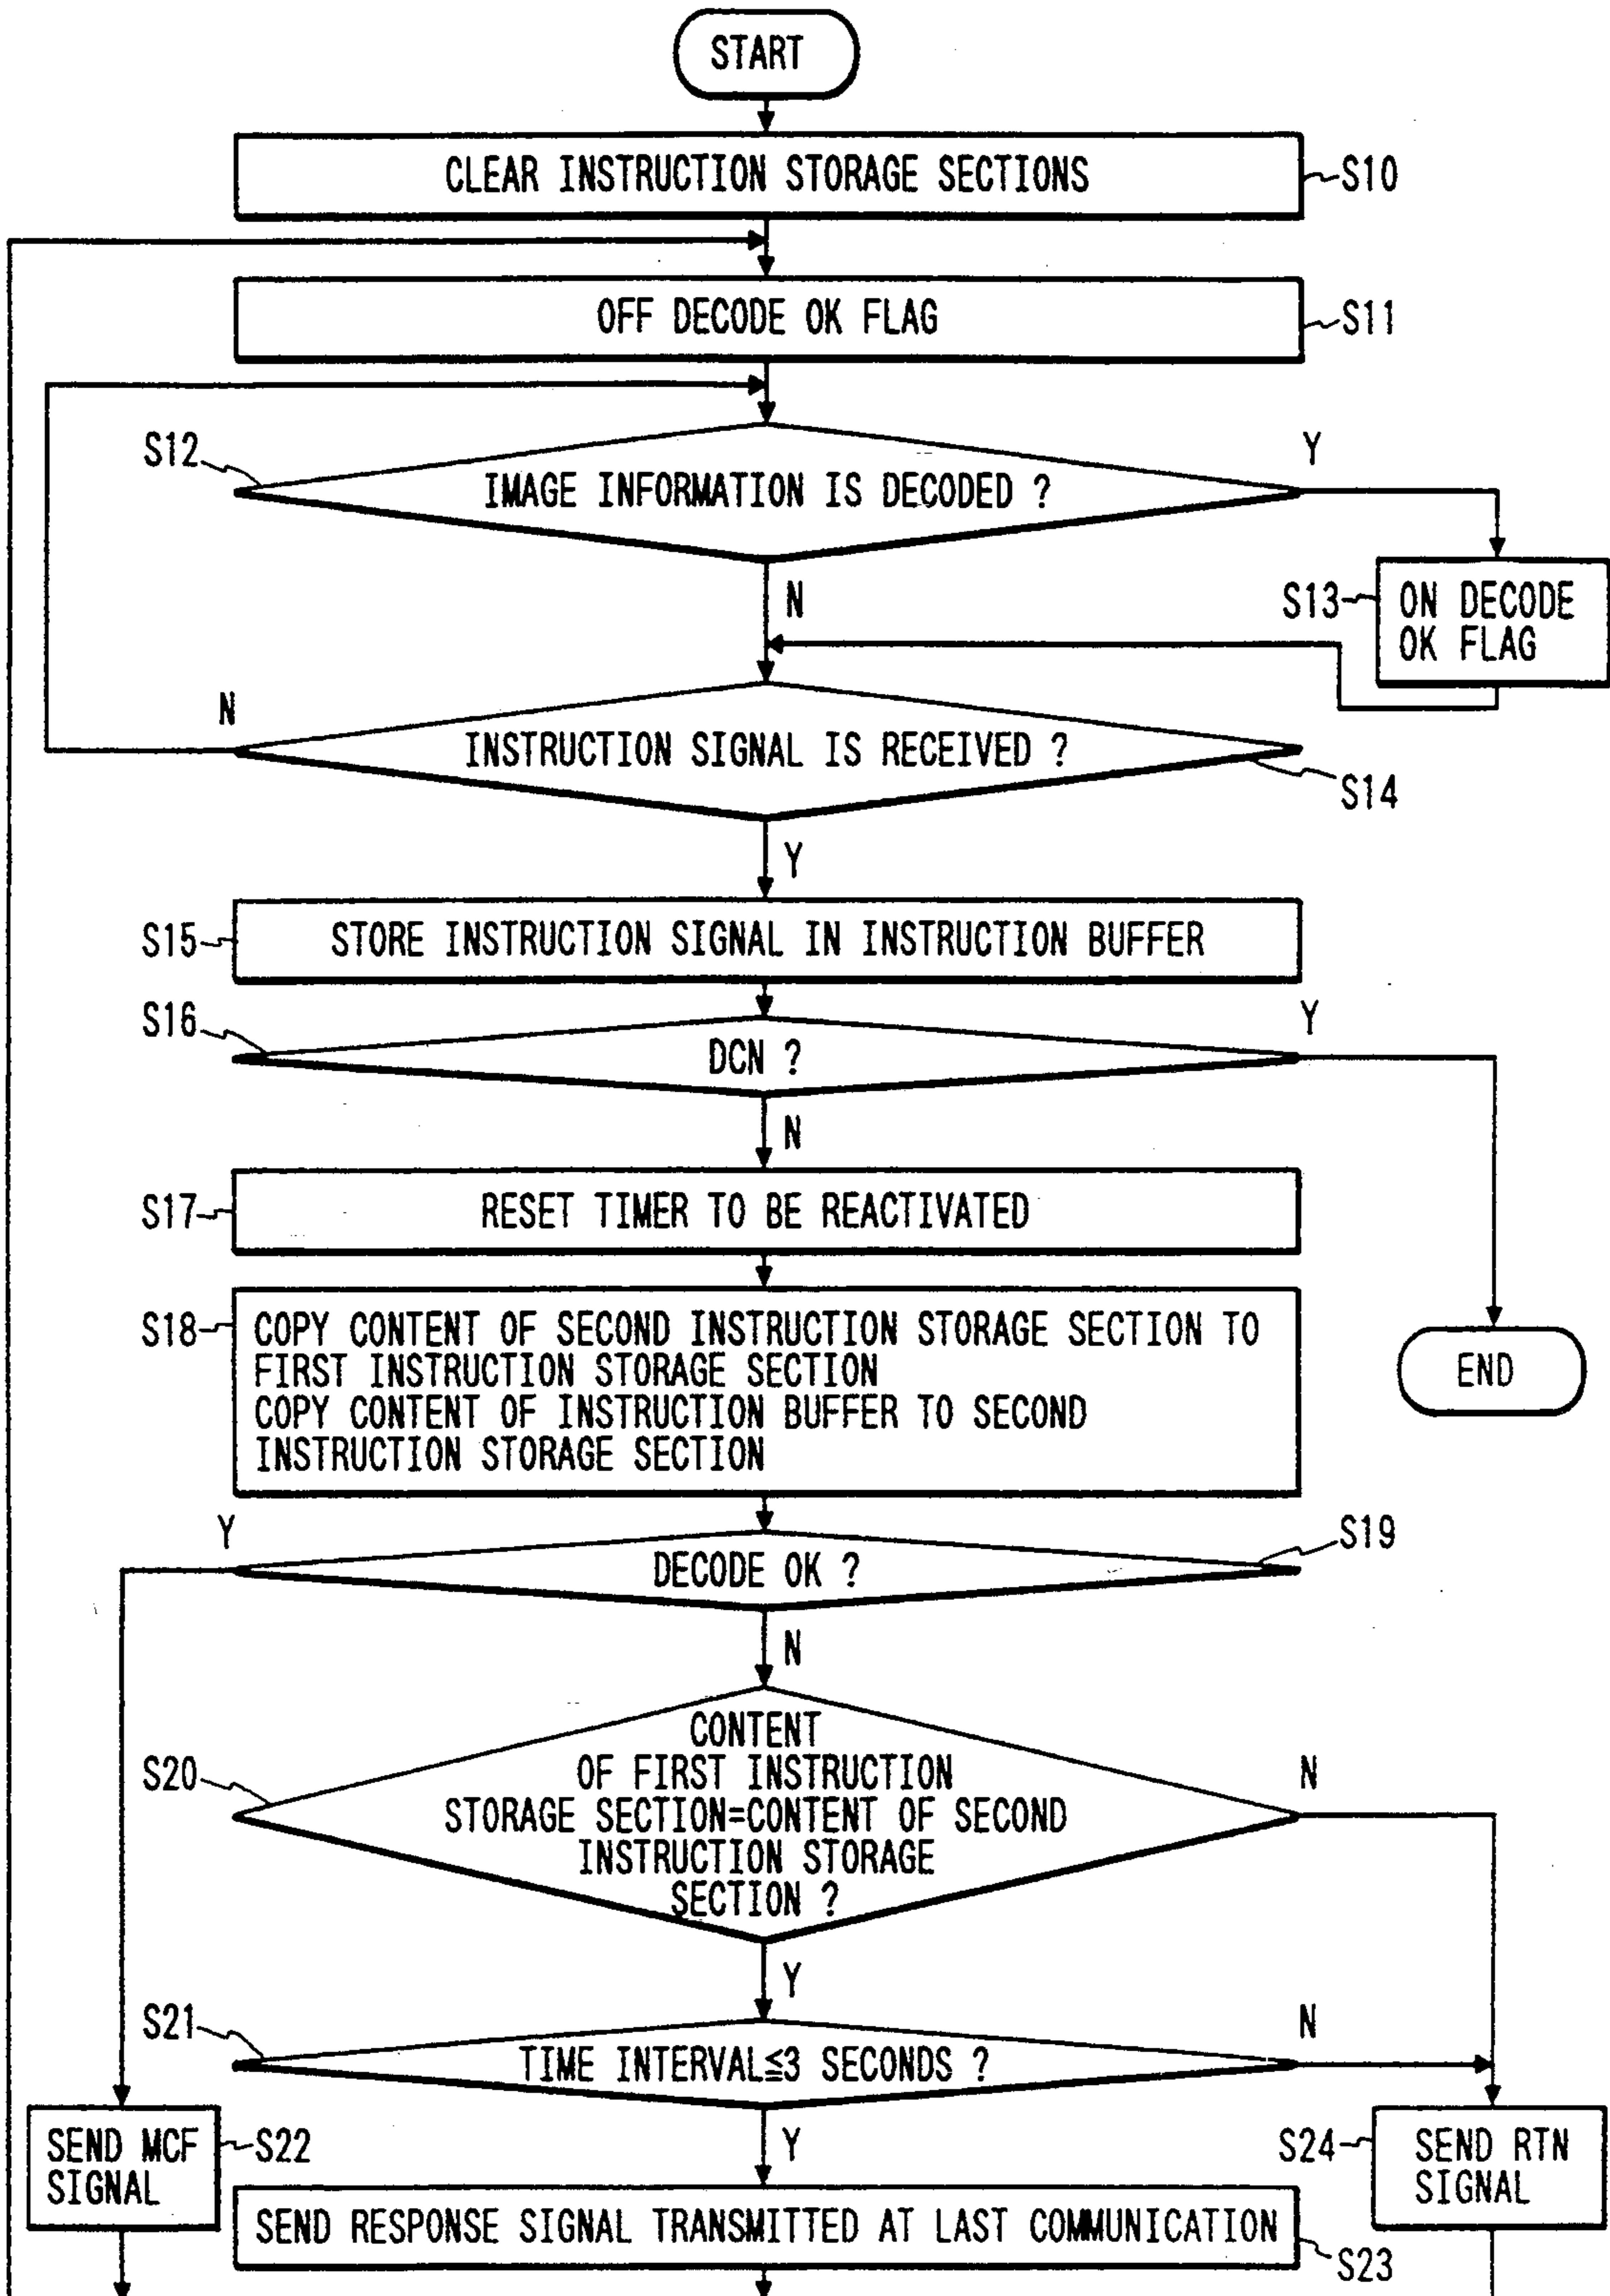 START
CLEAR INSTRUCTION STORAGE SECTIONS
S10
OFF DECODE OK FLAG
S11
S12
IMAGE INFORMATION IS DECODED ?
Y
N
S13
ON DECODE
OK FLAG
N
INSTRUCTION SIGNAL IS RECEIVED ?
S14
Y
S15
STORE INSTRUCTION SIGNAL IN INSTRUCTION BUFFER
S16
DCN ?
Y
N
S17
RESET TIMER TO BE REACTIVATED
S18
COPY CONTENT OF SECOND INSTRUCTION STORAGE SECTION TO
FIRST INSTRUCTION STORAGE SECTION
COPY CONTENT OF INSTRUCTION BUFFER TO SECOND
INSTRUCTION STORAGE SECTION
END
Y
DECODE OK ?
S19
N
S20
CONTENT
OF FIRST INSTRUCTION
STORAGE SECTION=CONTENT OF SECOND
INSTRUCTION STORAGE
SECTION ?
N
Y
S21
TIME INTERVAL≦3 SECONDS ?
N
Y
SEND MCF
SIGNAL
S22
S24
SEND RTN
SIGNAL
SEND RESPONSE SIGNAL TRANSMITTED AT LAST COMMUNICATION
S23